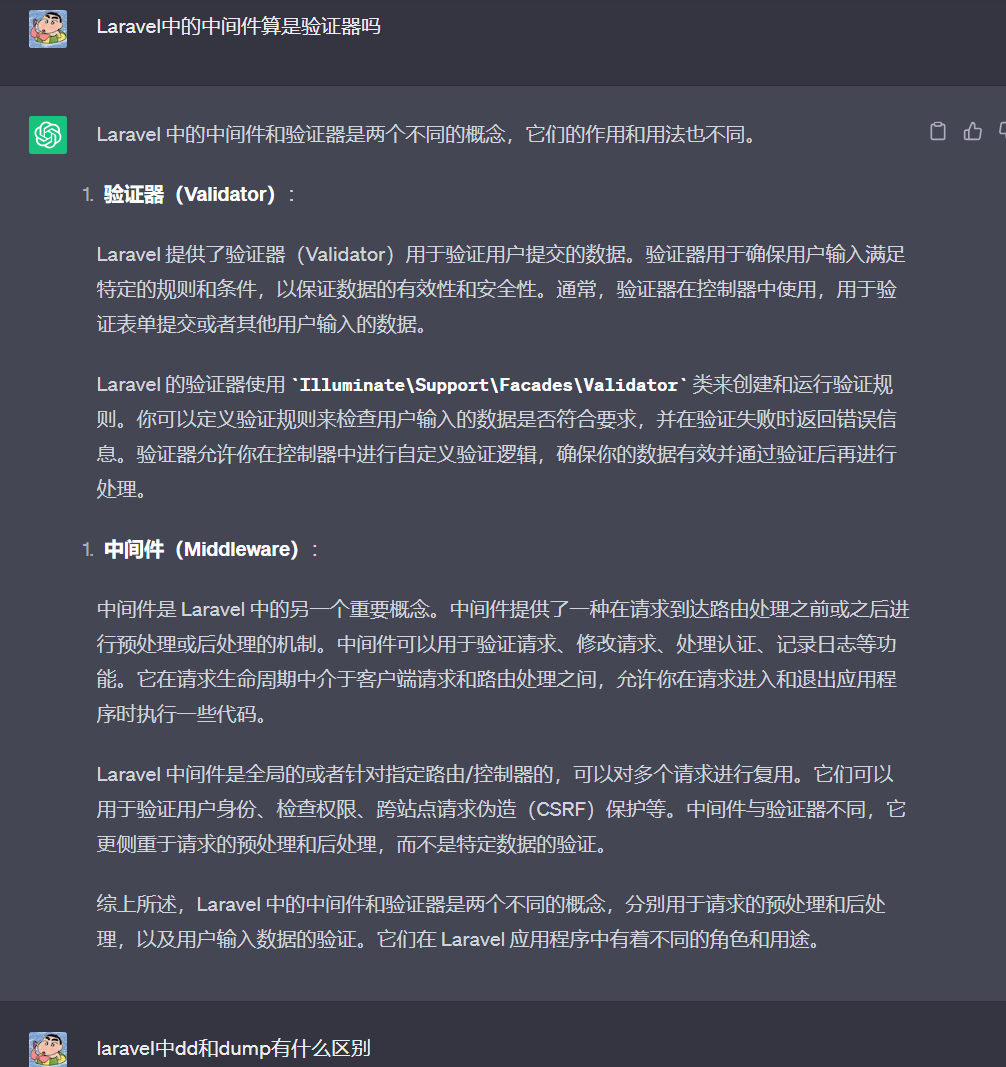 Laravel中的中间件算是验证器吗
Laravel 中的中间件和验证器是两个不同的概念，它们的作用和用法也不同。
1. 验证器（Validator）：
Laravel 提供了验证器（Validator）用于验证用户提交的数据。验证器用于确保用户输入满足
特定的规则和条件，以保证数据的有效性和安全性。通常，验证器在控制器中使用，用于验
证表单提交或者其他用户输入的数据。
Laravel 的验证器使用 `Illuminate\Support\Facades\Validator` 类来创建和运行验证规
则。你可以定义验证规则来检查用户输入的数据是否符合要求，并在验证失败时返回错误信
息。验证器允许你在控制器中进行自定义验证逻辑，确保你的数据有效并通过验证后再进行
处理。
1. 中间件（Middleware）：
中间件是 Laravel 中的另一个重要概念。中间件提供了一种在请求到达路由处理之前或之后进
行预处理或后处理的机制。中间件可以用于验证请求、修改请求、处理认证、记录日志等功
能。它在请求生命周期中介于客户端请求和路由处理之间，允许你在请求进入和退出应用程
序时执行一些代码。
Laravel 中间件是全局的或者针对指定路由/控制器的，可以对多个请求进行复用。它们可以
用于验证用户身份、检查权限、跨站点请求伪造（CSRF）保护等。中间件与验证器不同，它
更侧重于请求的预处理和后处理，而不是特定数据的验证。
综上所述，Laravel 中的中间件和验证器是两个不同的概念，分别用于请求的预处理和后处
理，以及用户输入数据的验证。它们在 Laravel 应用程序中有着不同的角色和用途。
laravel中dd和dump有什么区别